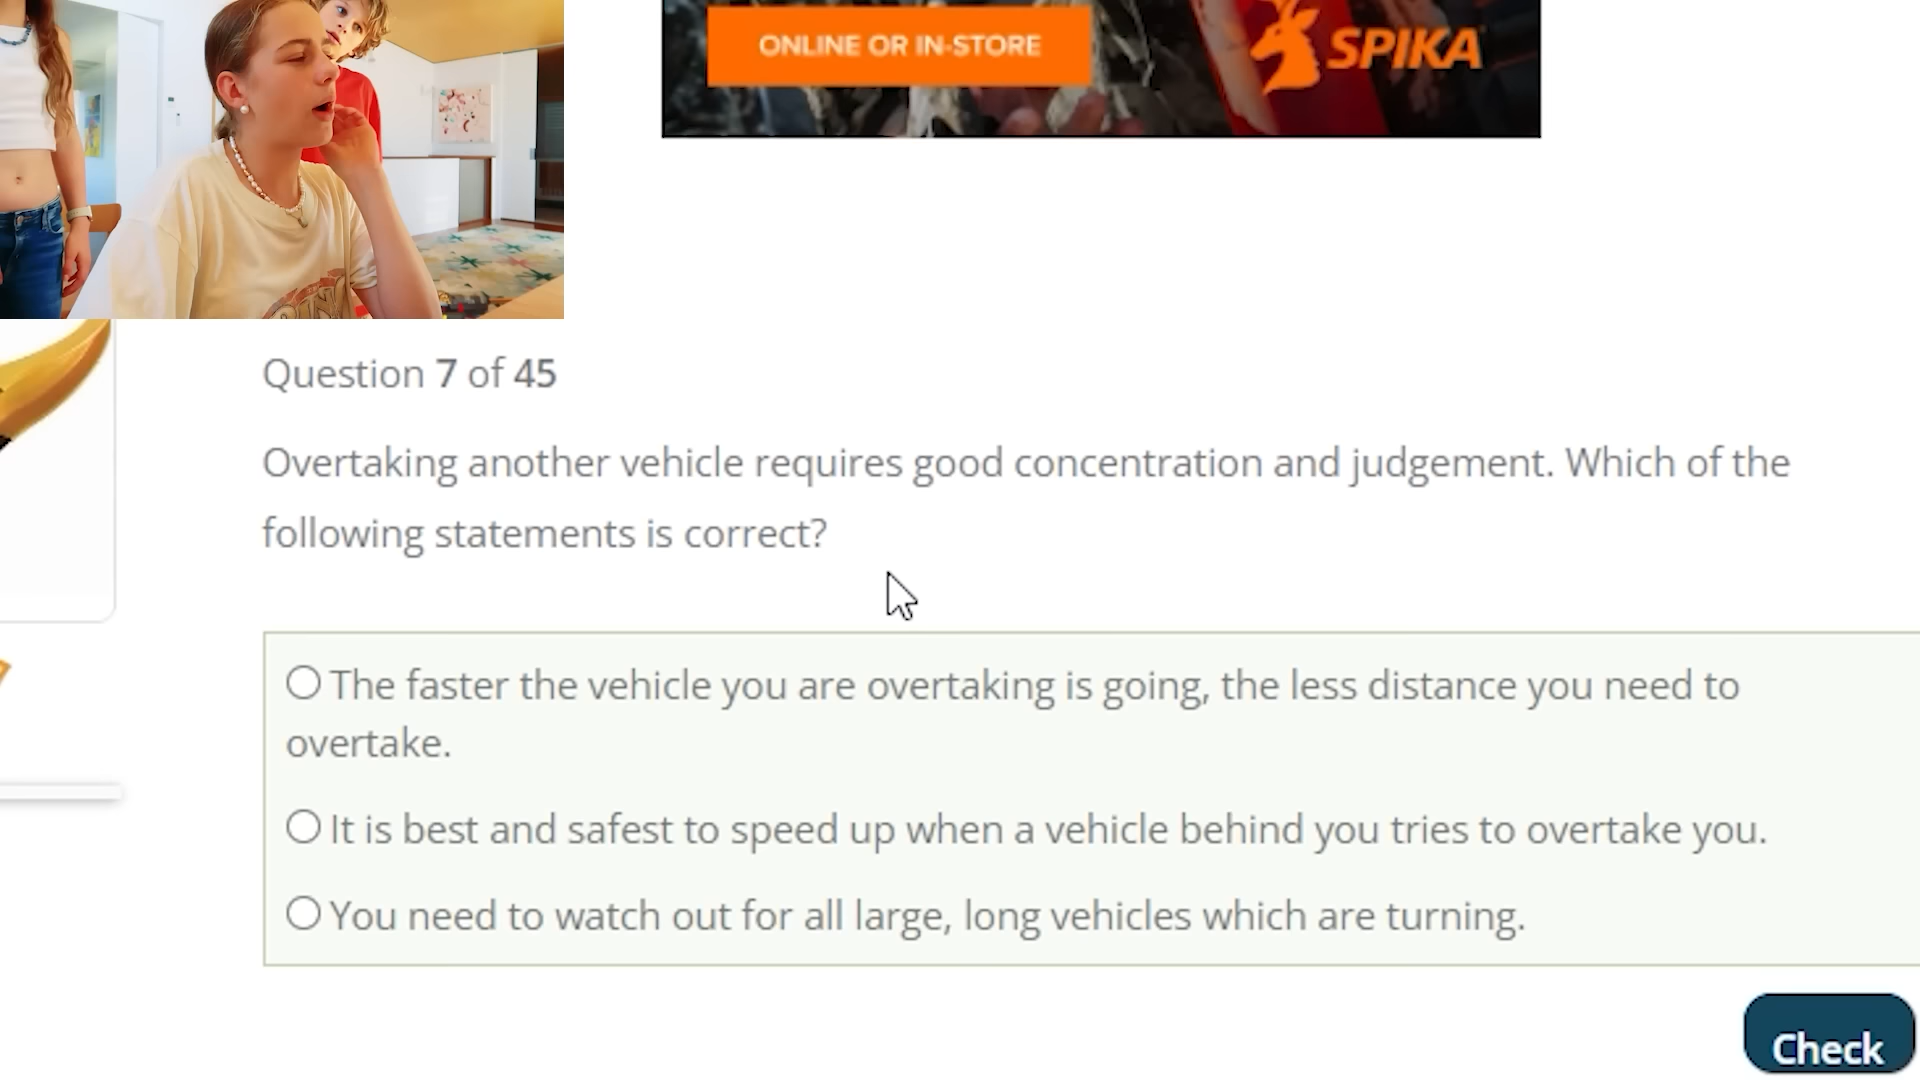 ONLINE OR IN-STORE
SPIKA
Question 7 of 45
Overtaking another vehicle requires good concentration and judgement. Which of the
following statements is correct?
The faster the vehicle you are overtaking is going, the less distance you need to
overtake.
It is best and safest to speed up when a vehicle behind you tries to overtake you.
You need to watch out for all large, long vehicles which are turning.
Check